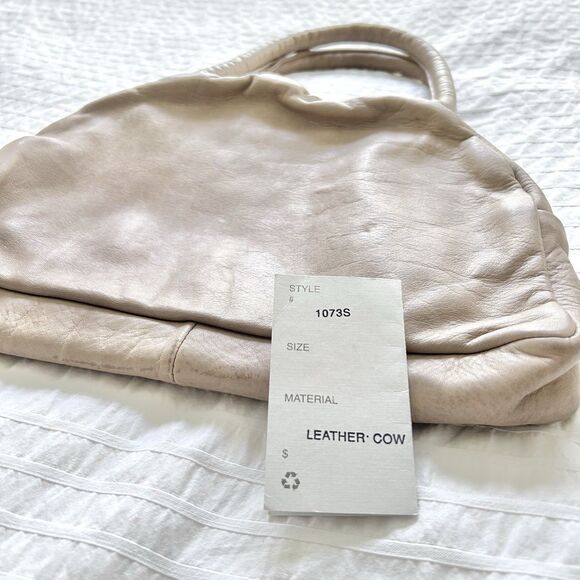 STYLE
#
1073S
SIZE
MATERIAL
LEATHER· COW
$